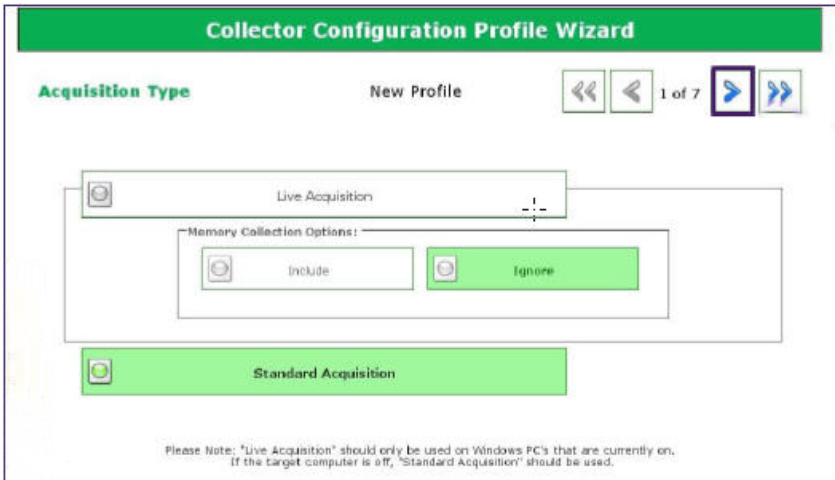 Collector Configuration Profile Wizard
Acquisition Type New Profile 1 of 7
Live Acquisition
Memory Collection Options:
Include Ignore
Standard Acquisition
Please Note: "Live Acquisition" should only be used on Windows PC's that are currently on.
If the target computer is off, "Standard Acquisition" should be used.